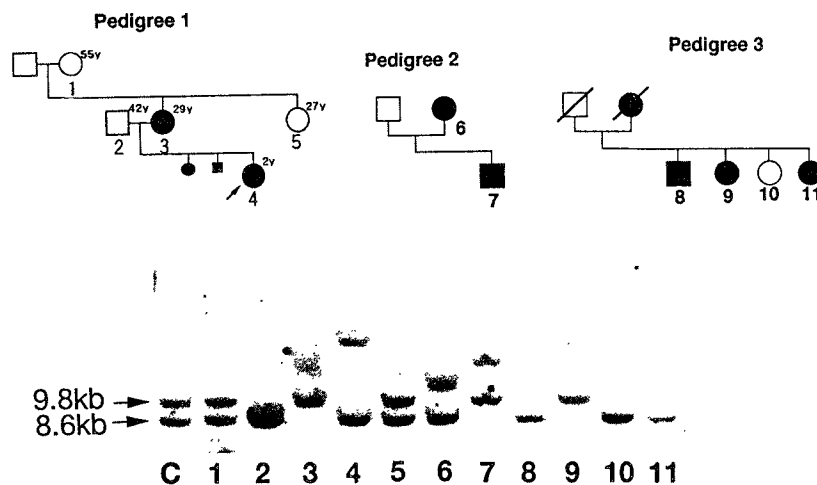 Pedigree 1
Pedigree 2
Pedigree 3
55y
1
42y
29y
27y
2
3
5
2y
4
6
7
8
9
10
11
9.8kb
8.6kb
C 1 2 3 4 5 6 7 8 9 10 11